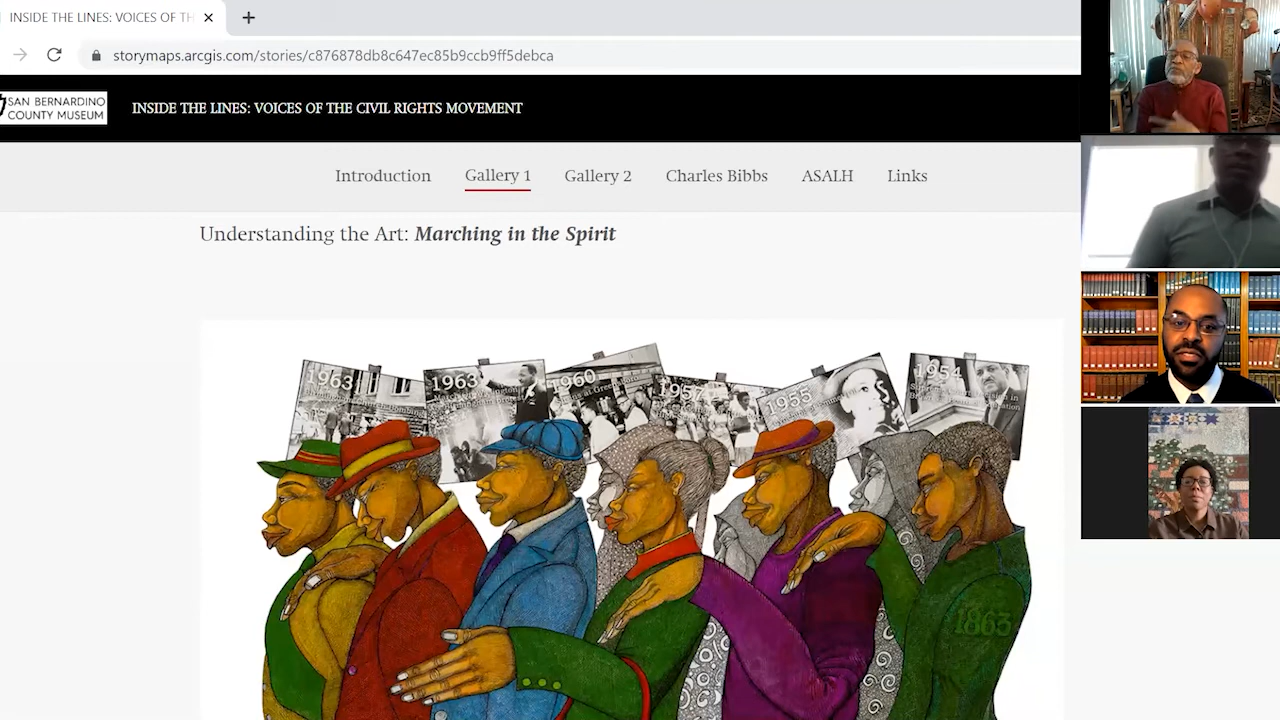 INSIDE THE LINES: VOICES OF TH
storymaps.arcgis.com/stories/c876878db8c647ec85b9ccb9ff5debca
SAN BERNARDINO
COUNTY MUSEUM
INSIDE THE LINES: VOICES OF THE CIVIL RIGHTS MOVEMENT
Introduction
Gallery 1
Gallery 2
Charles Bibbs
ASALH
Links
Understanding the Art: Marching in the Spirit
1963
1963
1960
1957
1955
1954
1863